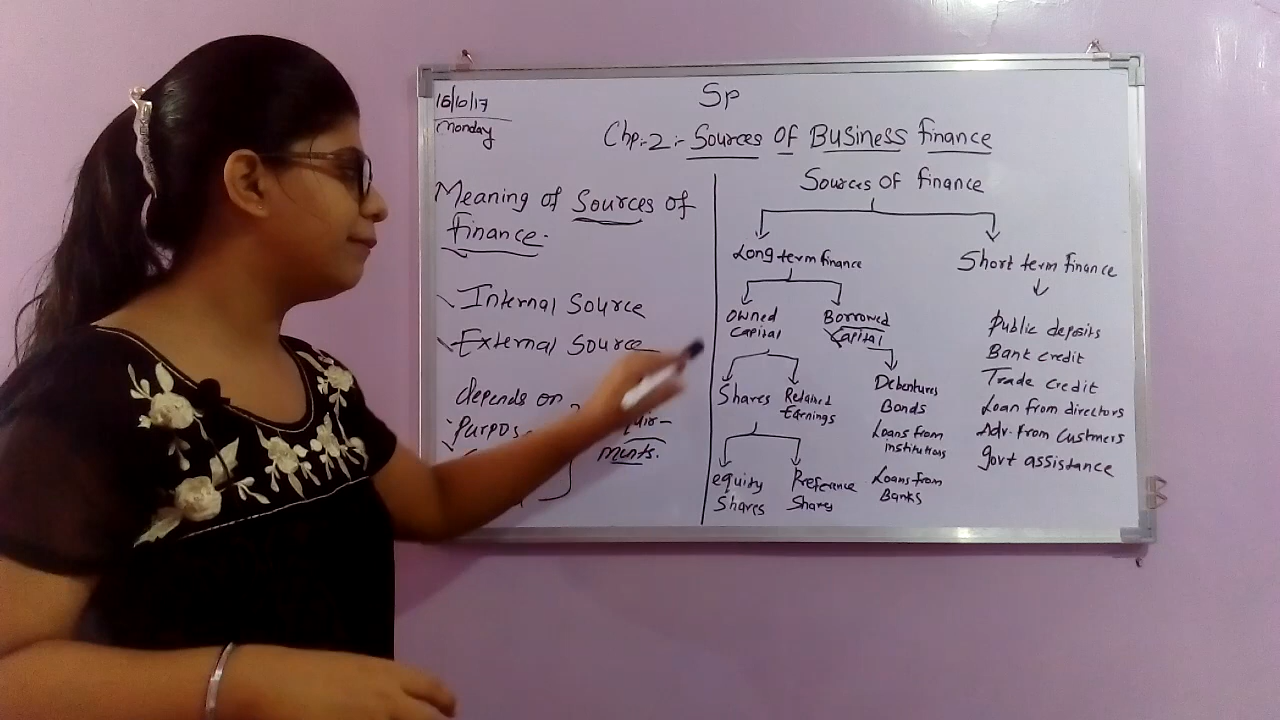 16/10/17
Monday
Sp
Chp:-2:- Sources of Business finance
Meaning of Sources of
finance.
Internal Source
External Source
depends on
ments.
Sources of finance
Long term finance
Short term finance
Owned
Capital
Borrowed
Capital
Shares
Retained
Earnings
equity
Shares
Preference
Shares
Debentures
Bonds
Loans from
institutions
Loans from
Banks
Public deposits
Bank credit
Trade credit
Loan from directors
Adv. from Custmers
govt assistance